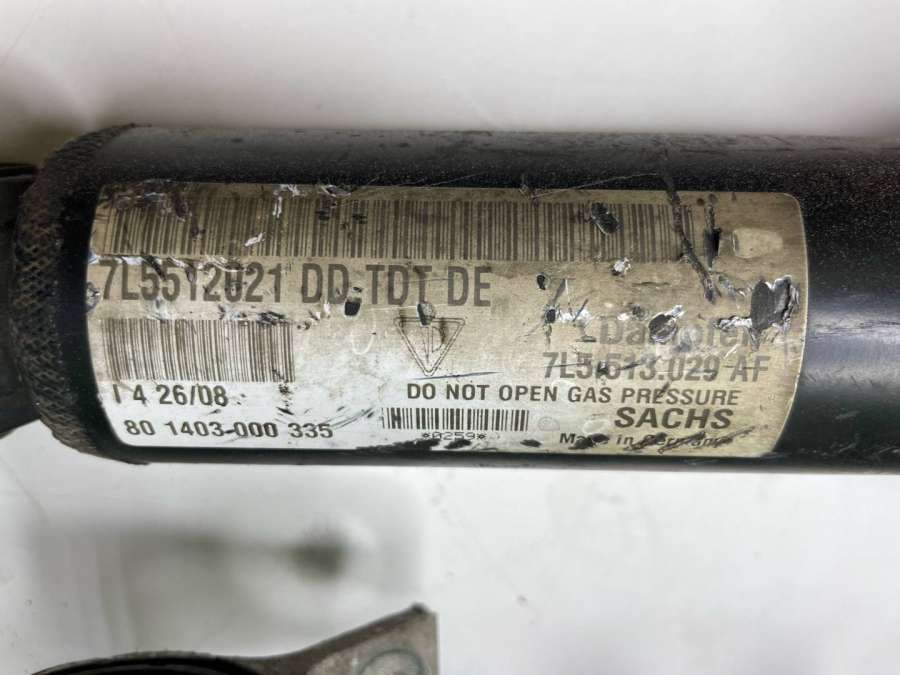 7L5512021 DD TDT DE
7L5.513.029 AF
I 4 26/08
DO NOT OPEN GAS PRESSURE
80 1403-000 335
*0259*
SACHS
Made in Germany